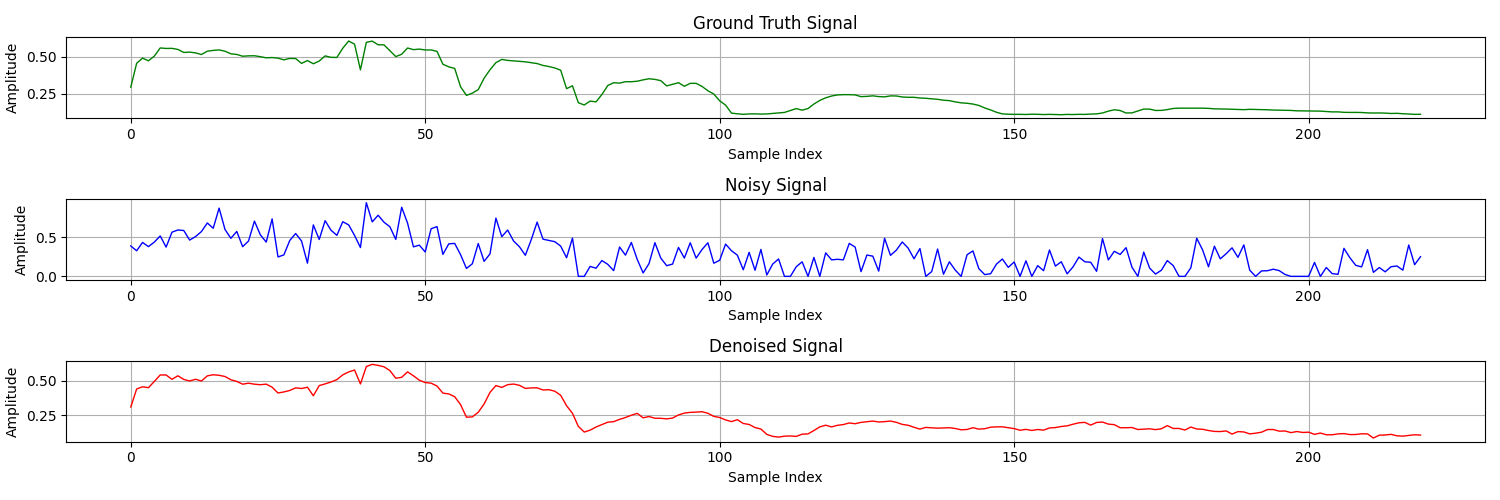 Ground Truth Signal
Amplitude
0.50
0.25
0 50 100 150 200
Sample Index
Noisy Signal
Amplitude
0.5
0.0
0 50 100 150 200
Sample Index
Denoised Signal
Amplitude
0.50
0.25
0 50 100 150 200
Sample Index